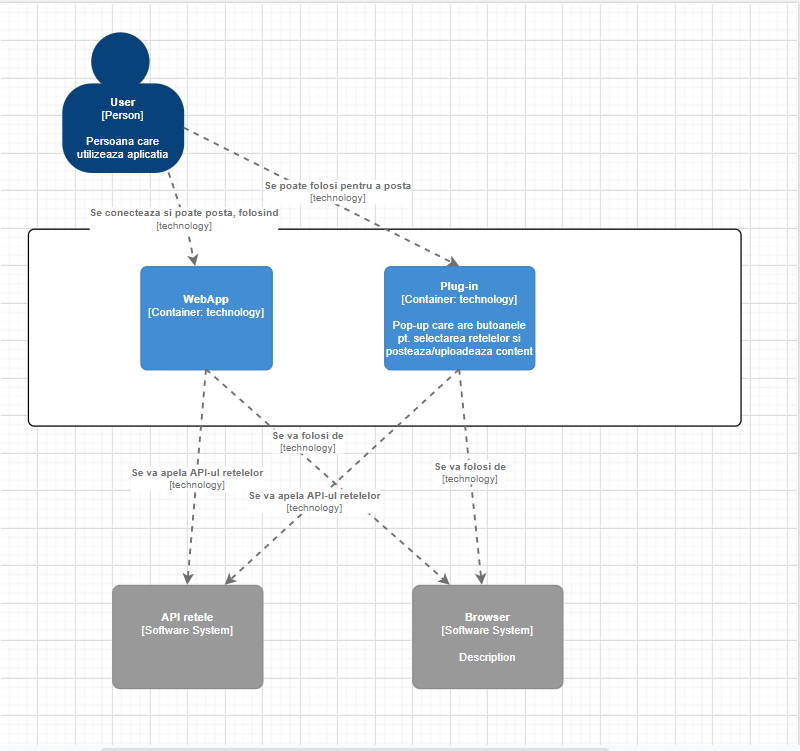 User
[Person]
Persoana care
utilizeaza aplicatia
Se poate folosi pentru a posta
[technology]
Se conecteaza si poate posta, folosind
[technology]
WebApp
[Container: technology]
Plug-in
[Container: technology]
Pop-up care are butoanele
pt. selectarea retelelor si
posteaza/uploadeaza content
Se va folosi de
[technology]
Se va apela API-ul retelelor
[technology]
Se va folosi de
[technology]
Se va apela API-ul retelelor
[technology]
API retele
[Software System]
Browser
[Software System]
Description